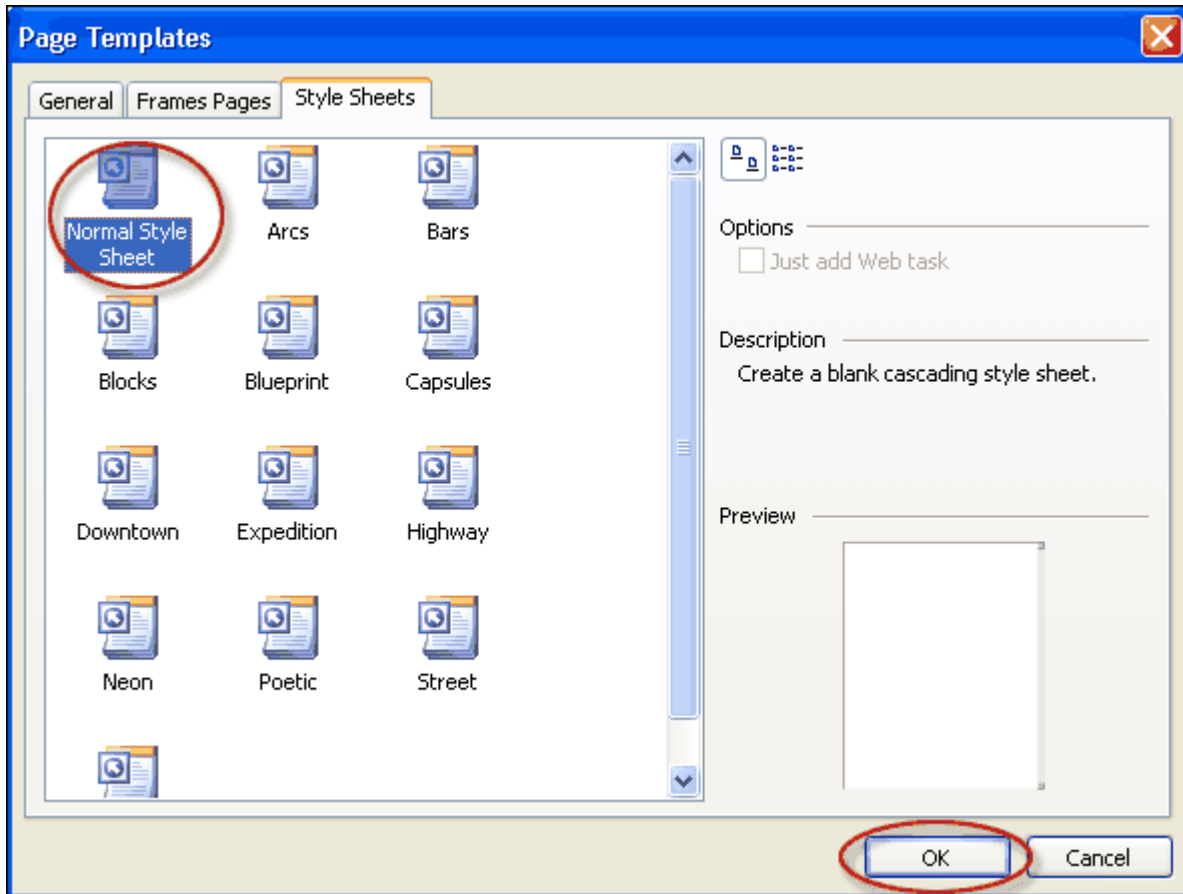 Page Templates
General Frames Pages Style Sheets
Normal Style
Sheet
Arcs
Bars
Blocks
Blueprint
Capsules
Downtown
Expedition
Highway
Neon
Poetic
Street
Options
Just add Web task
Description
Create a blank cascading style sheet.
Preview
OK
Cancel